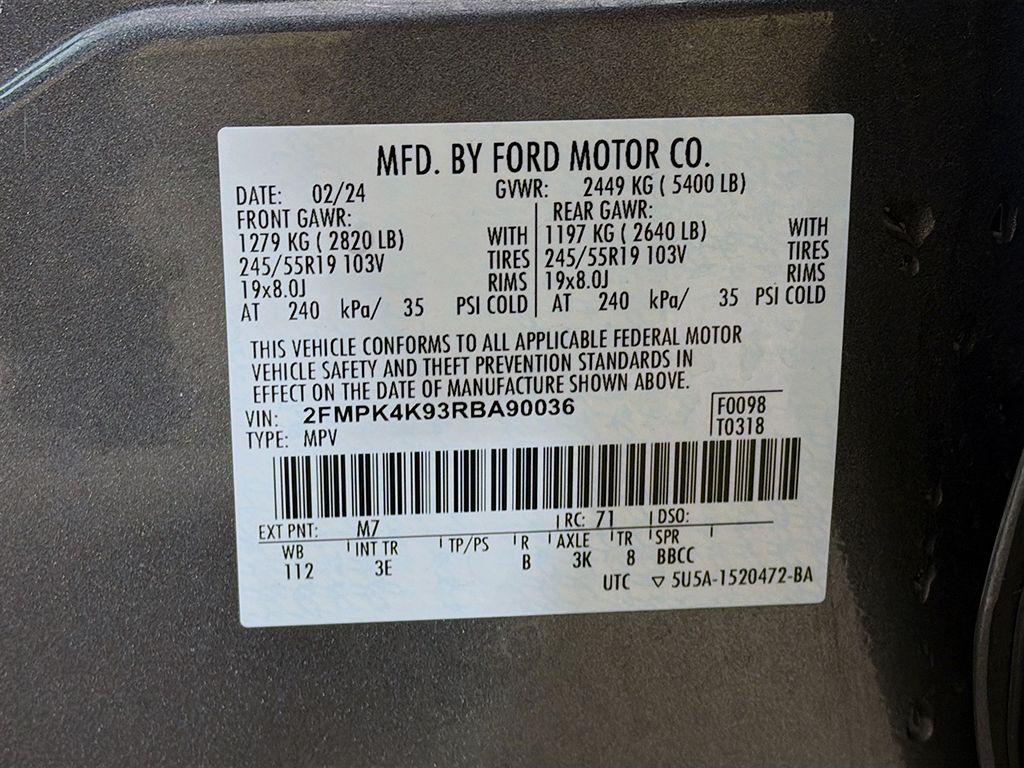 MFD. BY FORD MOTOR CO.
DATE: 02/24 GVWR: 2449 KG ( 5400 LB)
FRONT GAWR: REAR GAWR:
1279 KG ( 2820 LB) WITH 1197 KG ( 2640 LB) WITH
245/55R19 103V TIRES 245/55R19 103V TIRES
19x8.0J RIMS 19x8.0J RIMS
AT 240 kPa/ 35 PSI COLD AT 240 kPa/ 35 PSI COLD
THIS VEHICLE CONFORMS TO ALL APPLICABLE FEDERAL MOTOR
VEHICLE SAFETY AND THEFT PREVENTION STANDARDS IN
EFFECT ON THE DATE OF MANUFACTURE SHOWN ABOVE.
VIN: 2FMPK4K93RBA90036 F0098
TYPE: MPV T0318
EXT PNT: M7 RC: 71 DSO:
WB INT TR TP/PS R AXLE TR SPR
112 3E B 3K 8 BBCC
UTC ▽ 5U5A-1520472-BA